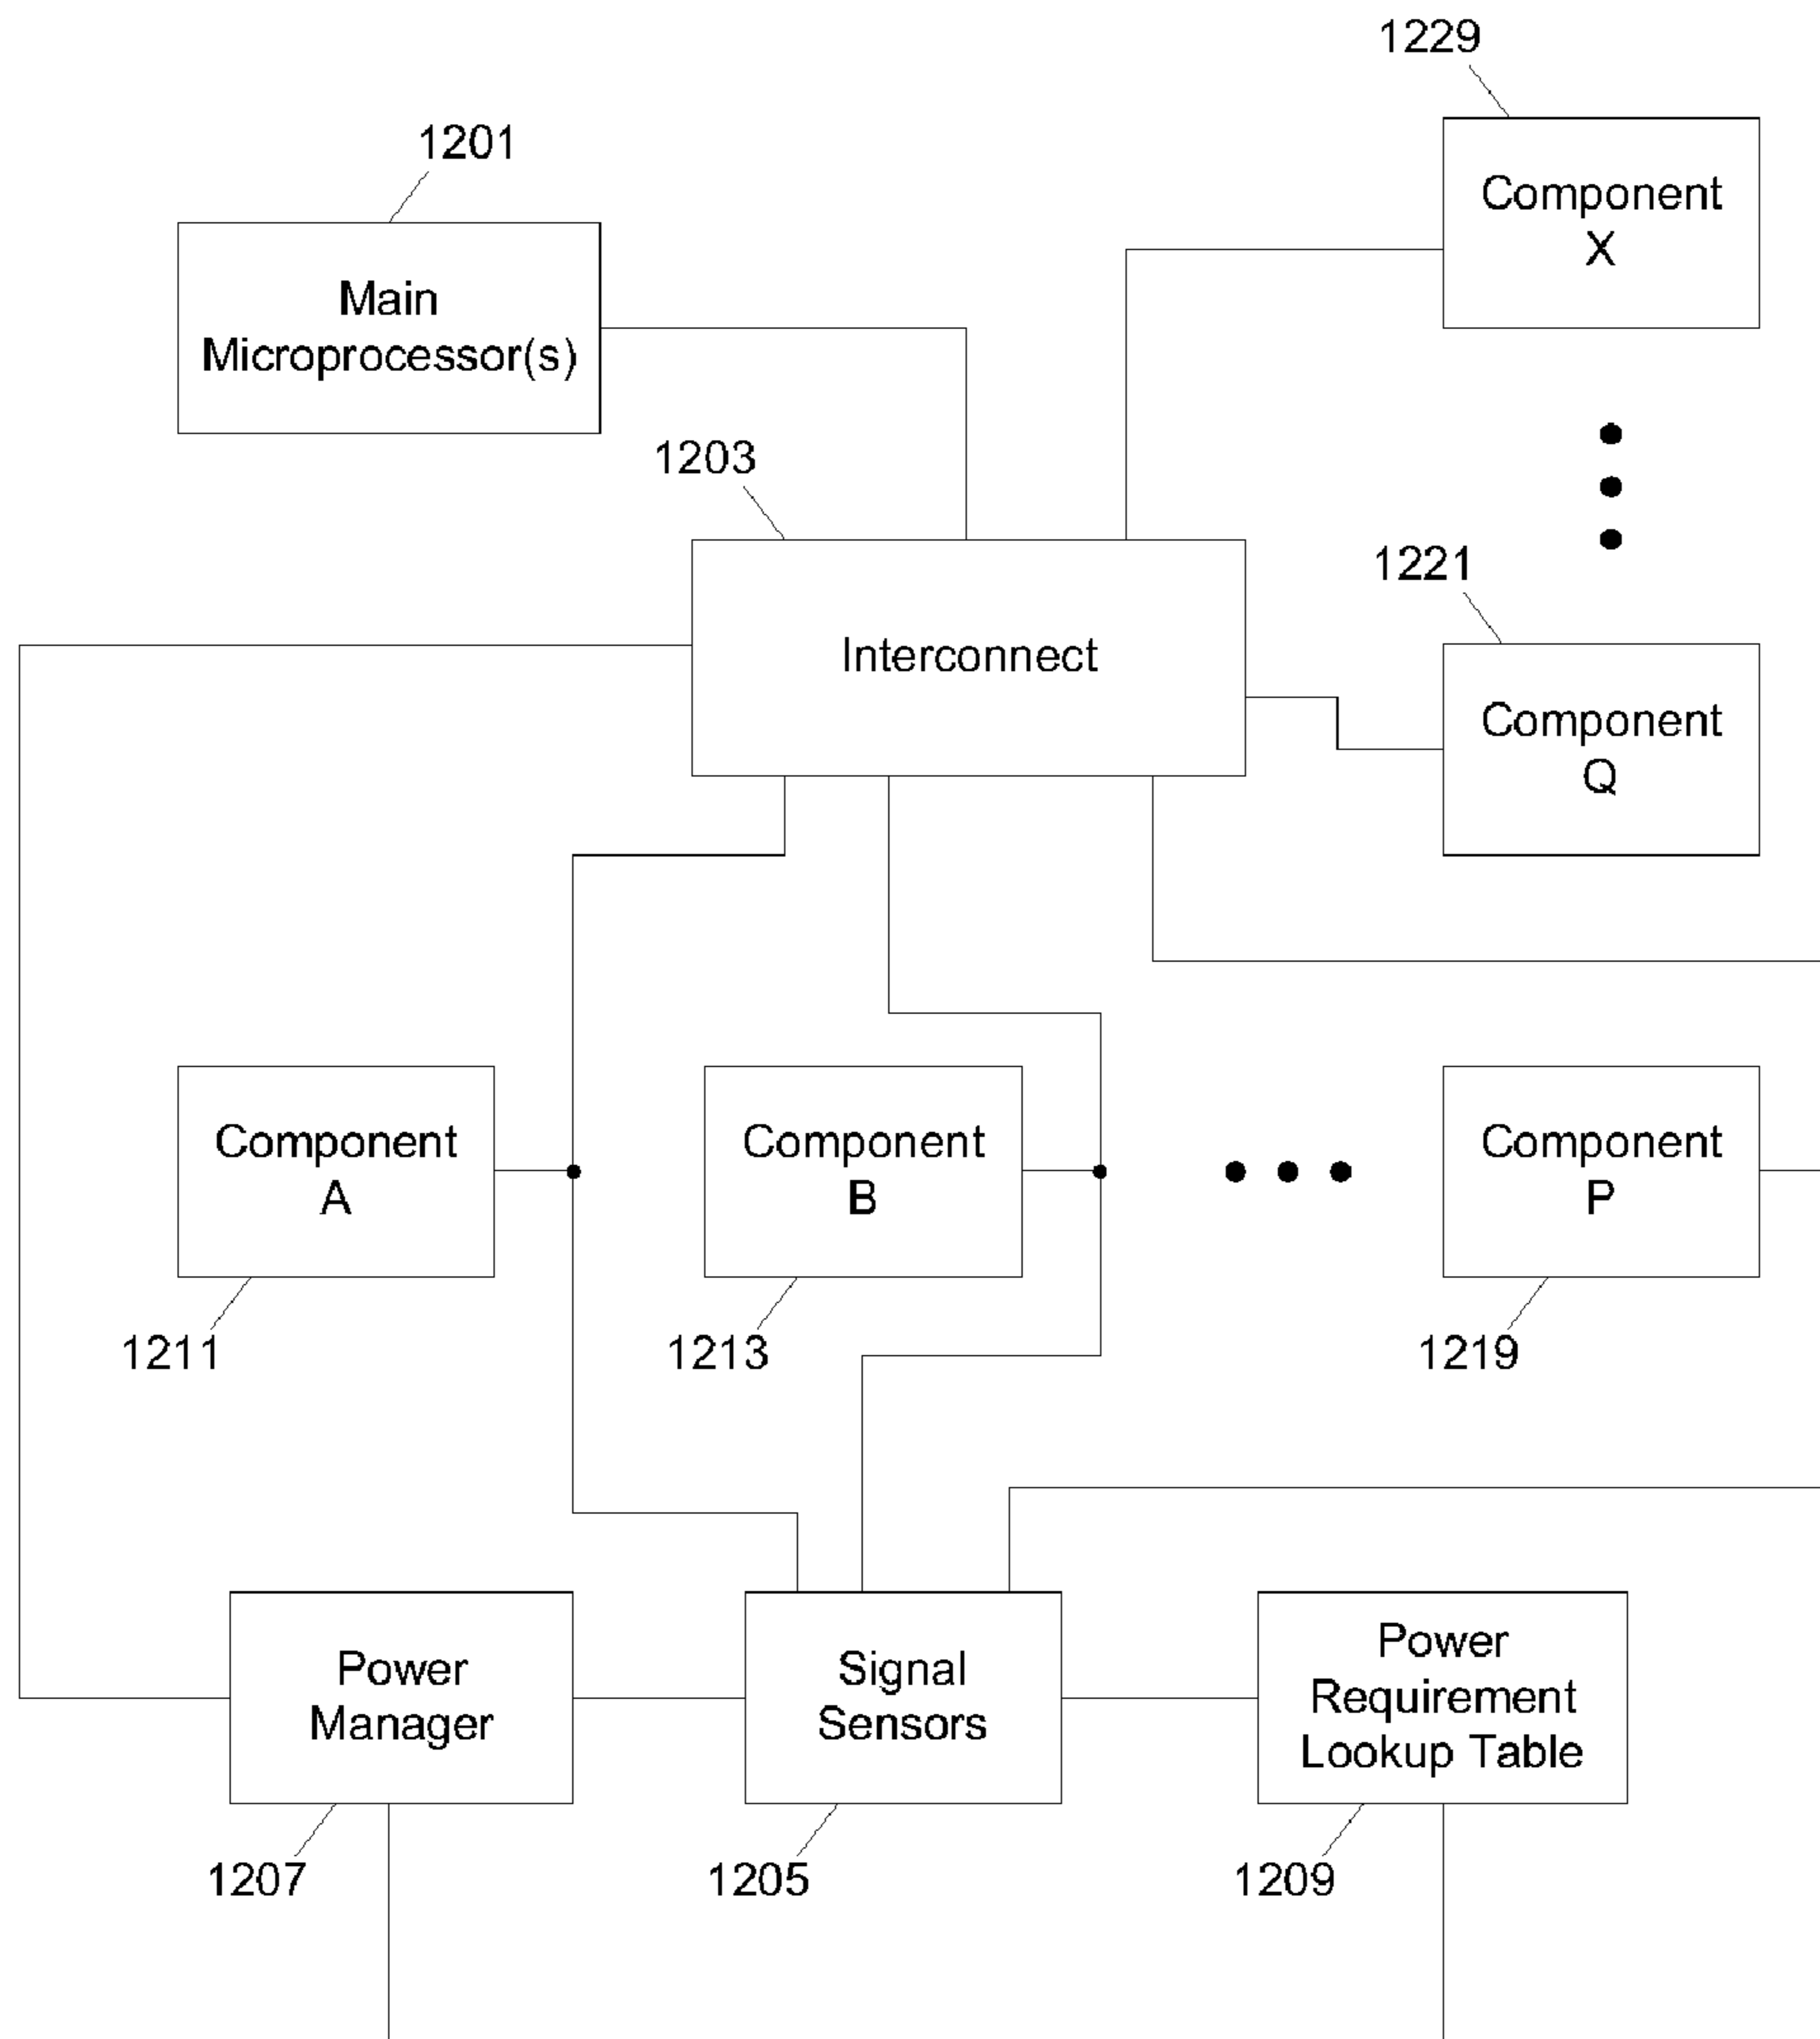 1229
Component
X
1201
Main
Microprocessor(s)
1203
Interconnect
1221
Component
Q
Component
A
1211
Component
B
1213
Component
P
1219
Power
Manager
1207
Signal
Sensors
1205
Power
Requirement
Lookup Table
1209